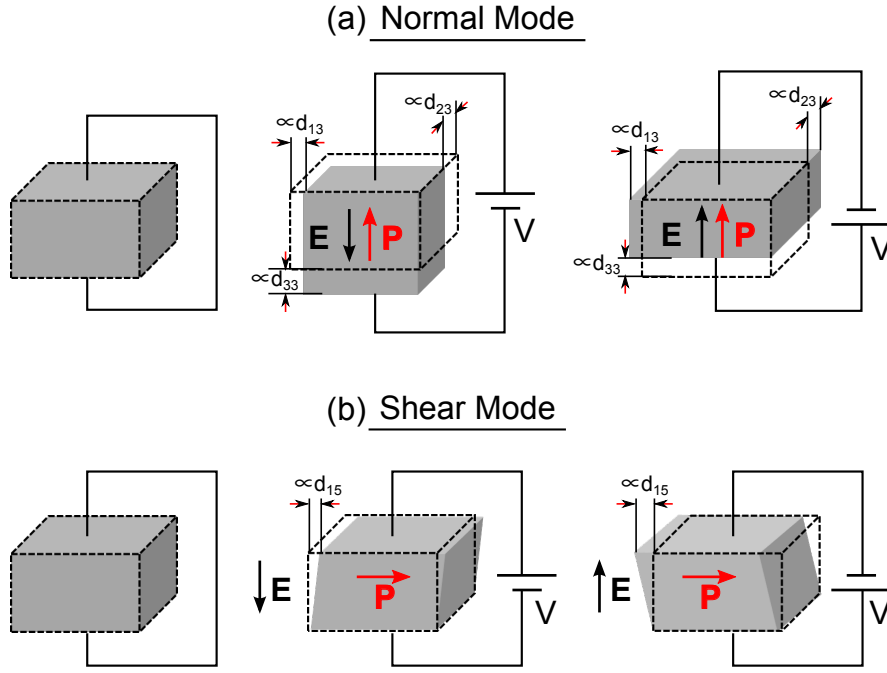 (a) Normal Mode
∝d₁₃
∝d₂₃
E
P
∝d₃₃
V
∝d₁₃
∝d₂₃
E
P
∝d₃₃
V
(b) Shear Mode
∝d₁₅
E
P
V
∝d₁₅
E
P
V